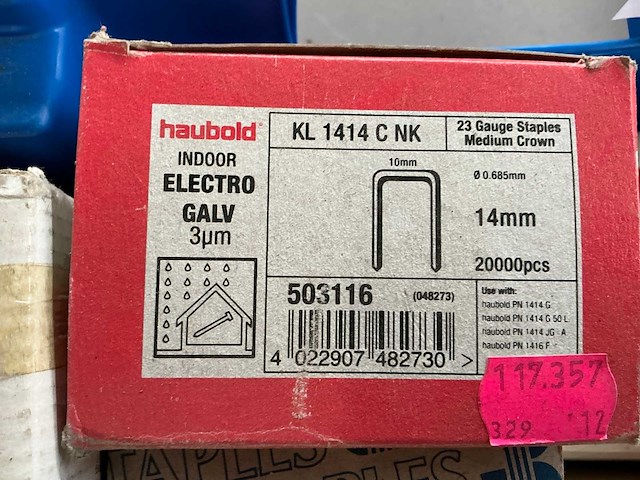 haubold
INDOOR
ELECTRO
GALV
3µm
KL 1414 C NK
23 Gauge Staples
Medium Crown
10mm
Ø 0.685mm
14mm
20000pcs
503116 (048273)
4 022907 482730 >
Use with:
haubold PN 1414 G
haubold PN 1414 G 50 L
haubold PN 1414 JG - A
haubold PN 1416 F
117.357
329 12
STAPLES